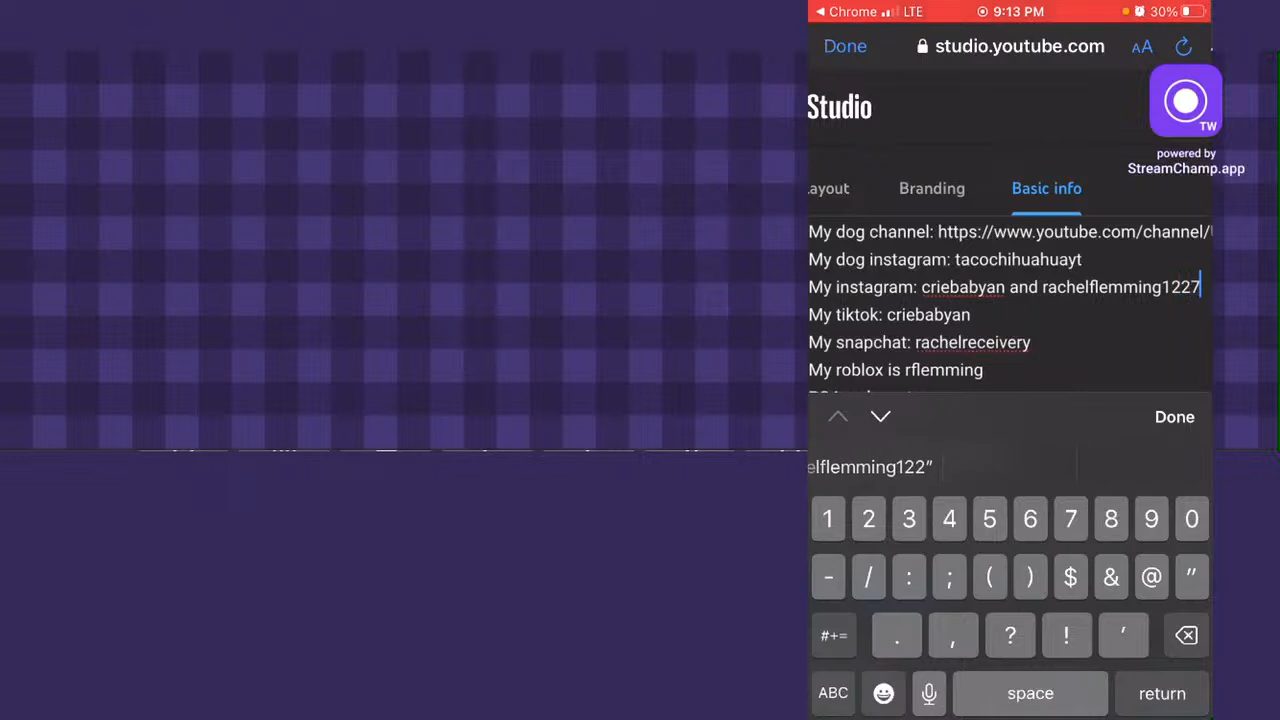 Chrome LTE 9:13 PM 30%
Done studio.youtube.com AA
Studio
TW
powered by
StreamChamp.app
ayout Branding Basic info
My dog channel: https://www.youtube.com/channel/
My dog instagram: tacochihuahuayt
My instagram: criebabyan and rachelflemming1227
My tiktok: criebabyan
My snapchat: rachelreceivery
My roblox is rflemming
Done
elflemming122"
1 2 3 4 5 6 7 8 9 0
- / : ; ( ) $ & @ "
#+= . , ? ! ' 
ABC space return